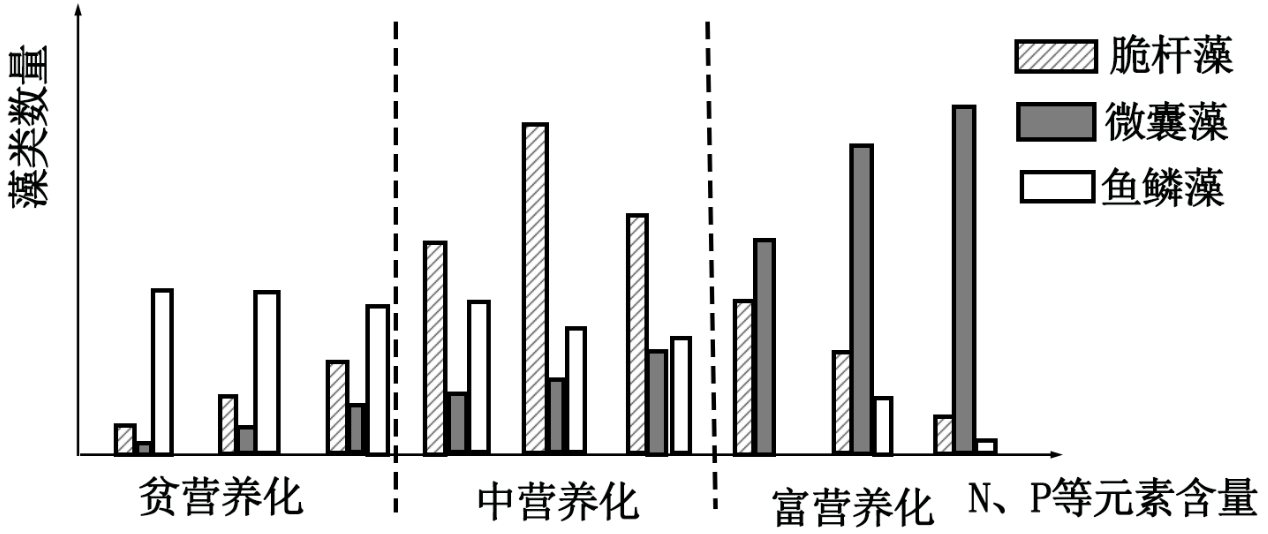 藻类数量
脆杆藻
微囊藻
鱼鳞藻
贫营养化
中营养化
富营养化
N、P等元素含量